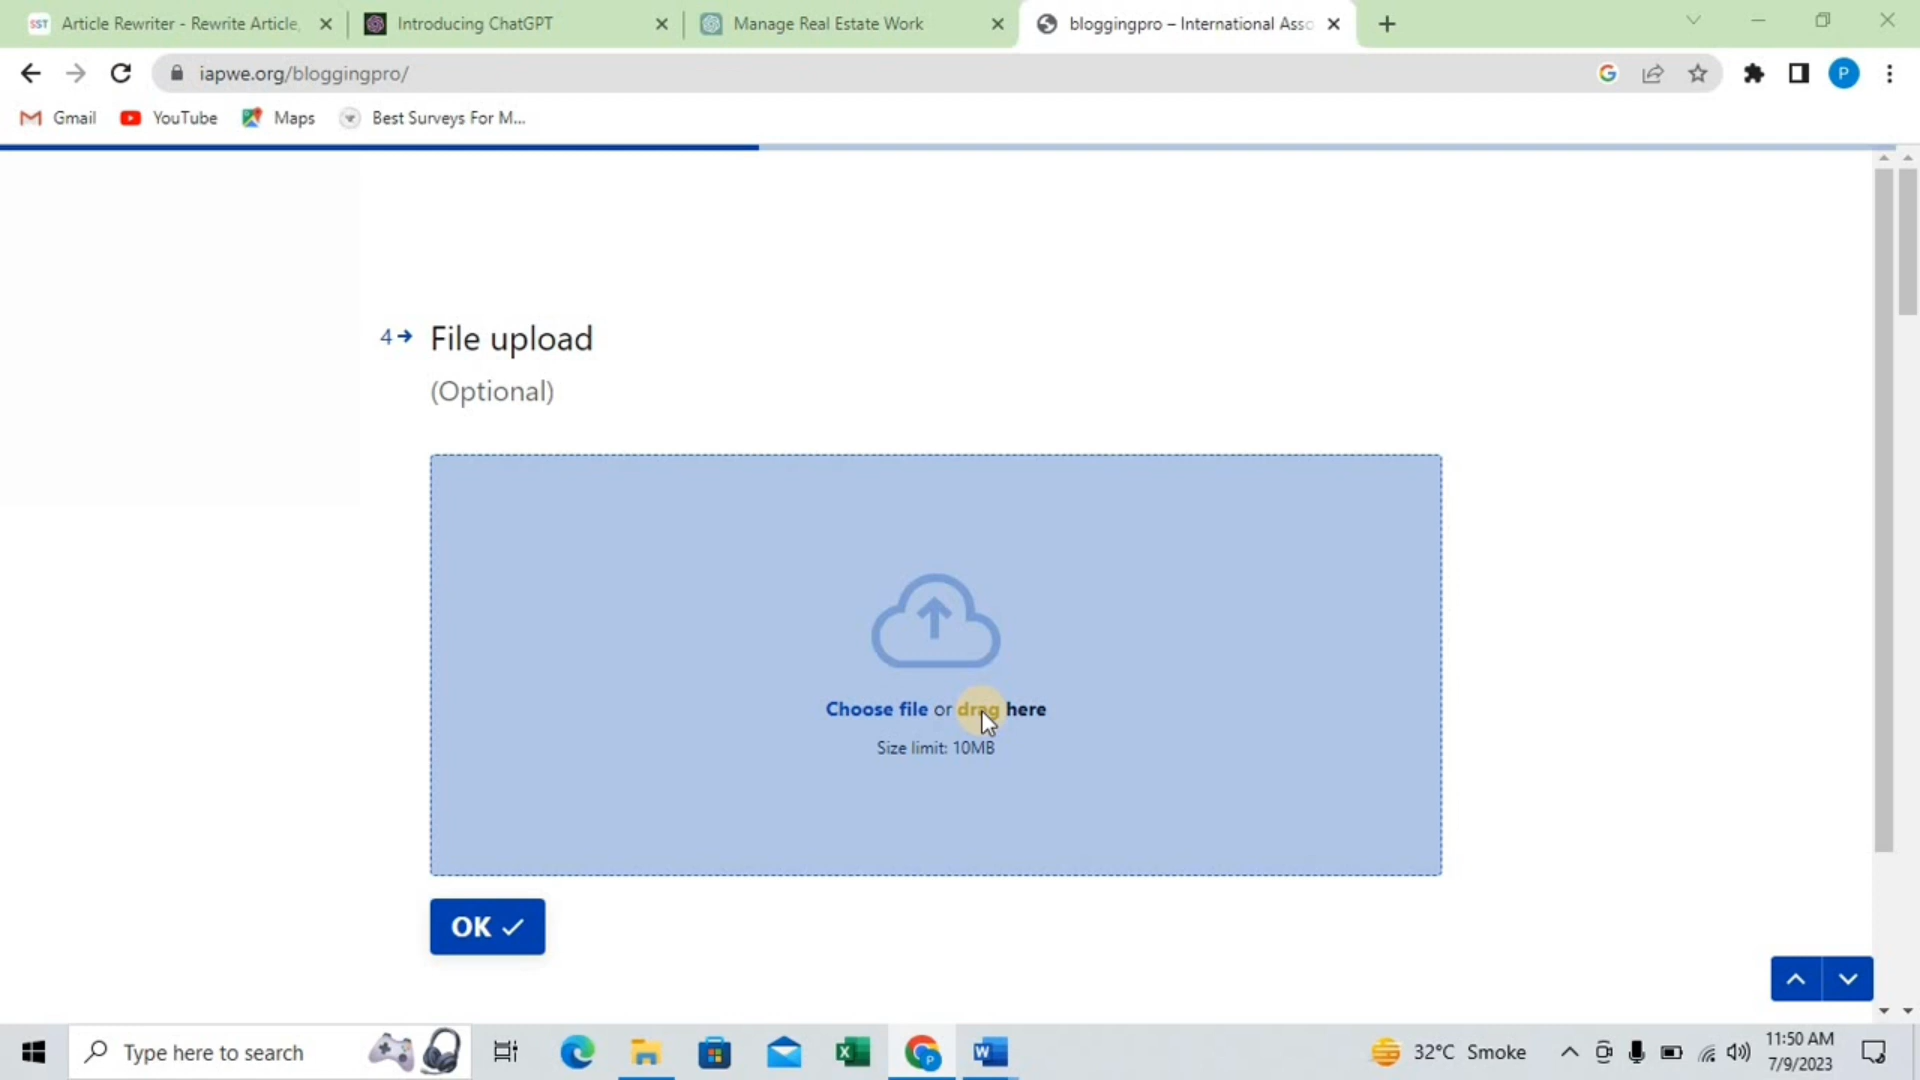 SST Article Rewriter - Rewrite Article,
Introducing ChatGPT
Manage Real Estate Work
bloggingpro – International Asso
iapwe.org/bloggingpro/
P
Gmail
YouTube
Maps
Best Surveys For M...
4
File upload
(Optional)
Choose file or drag here
Size limit: 10MB
OK
Type here to search
32°C Smoke
11:50 AM
7/9/2023